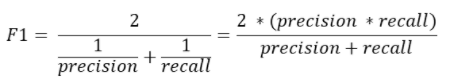 F1 = 2 / (1/precision + 1/recall) = 2 * (precision * recall) / (precision + recall)